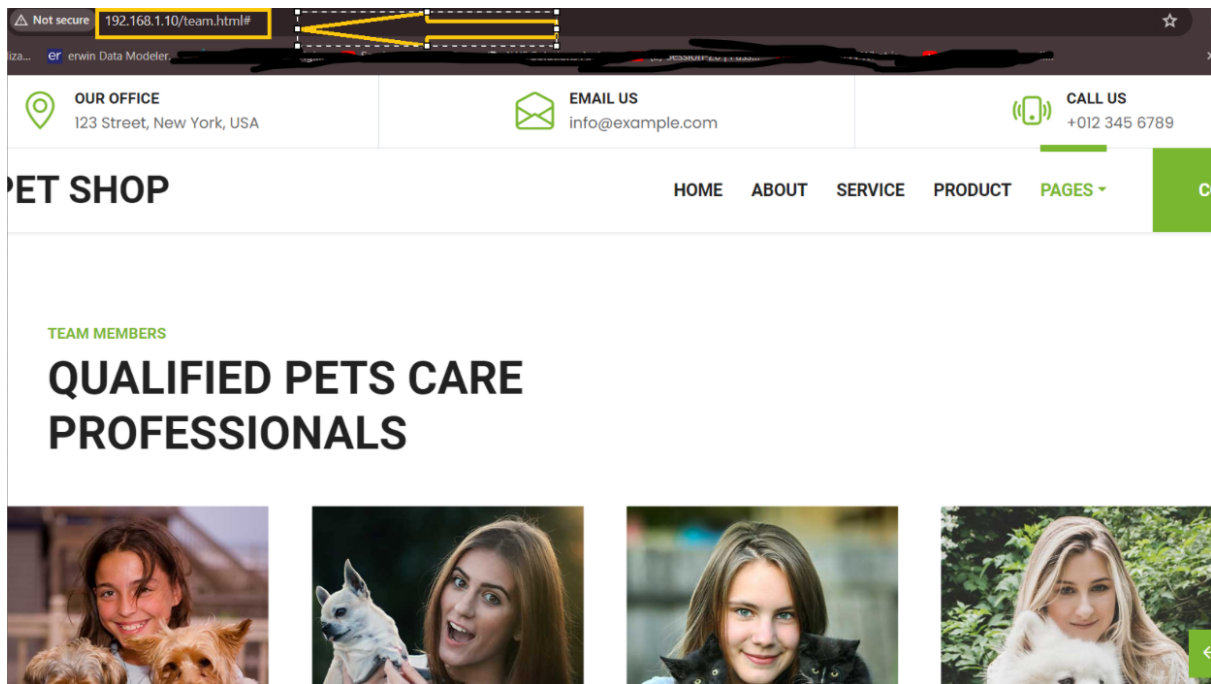 Not secure 192.168.1.10/team.html#
er erwin Data Modeler.
OUR OFFICE
123 Street, New York, USA
EMAIL US
info@example.com
CALL US
+012 345 6789
PET SHOP
HOME ABOUT SERVICE PRODUCT PAGES
TEAM MEMBERS
QUALIFIED PETS CARE
PROFESSIONALS